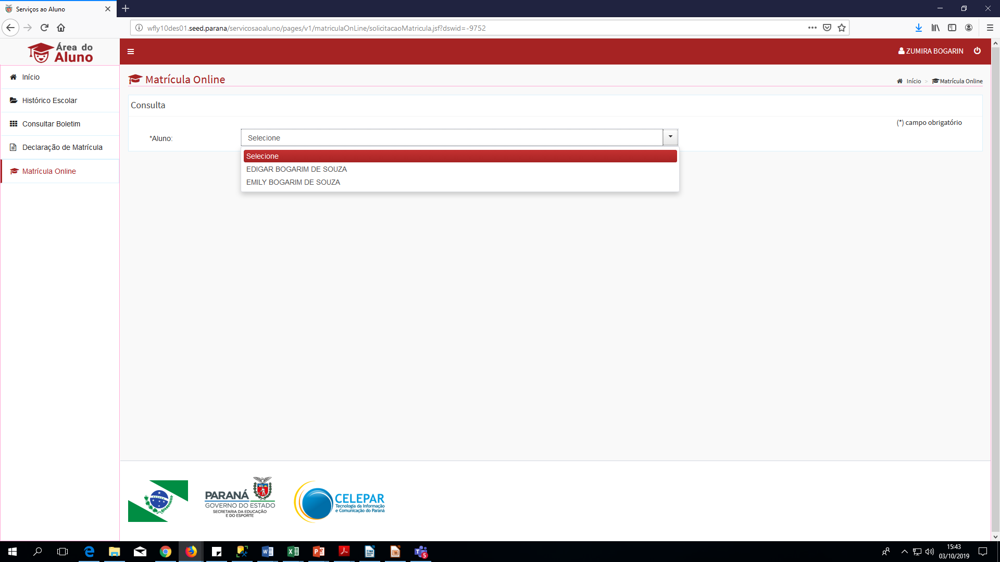 Serviços ao Aluno
wfly10des01.seed.parana/servicosaoaluno/pages/v1/matriculaOnLine/solicitacaoMatricula.jsf?dswid=-9752
Área do
Aluno
ZUMIRA BOGARIN
Início
Histórico Escolar
Consultar Boletim
Declaração de Matrícula
Matrícula Online
Matrícula Online
Início > Matrícula Online
Consulta
(*) campo obrigatório
*Aluno:
Selecione
Selecione
EDIGAR BOGARIM DE SOUZA
EMILY BOGARIM DE SOUZA
PARANÁ
GOVERNO DO ESTADO
SECRETARIA DA EDUCAÇÃO
E DO ESPORTE
CELEPAR
Tecnologia da Informação
e Comunicação do Paraná
15:43
03/10/2019
5